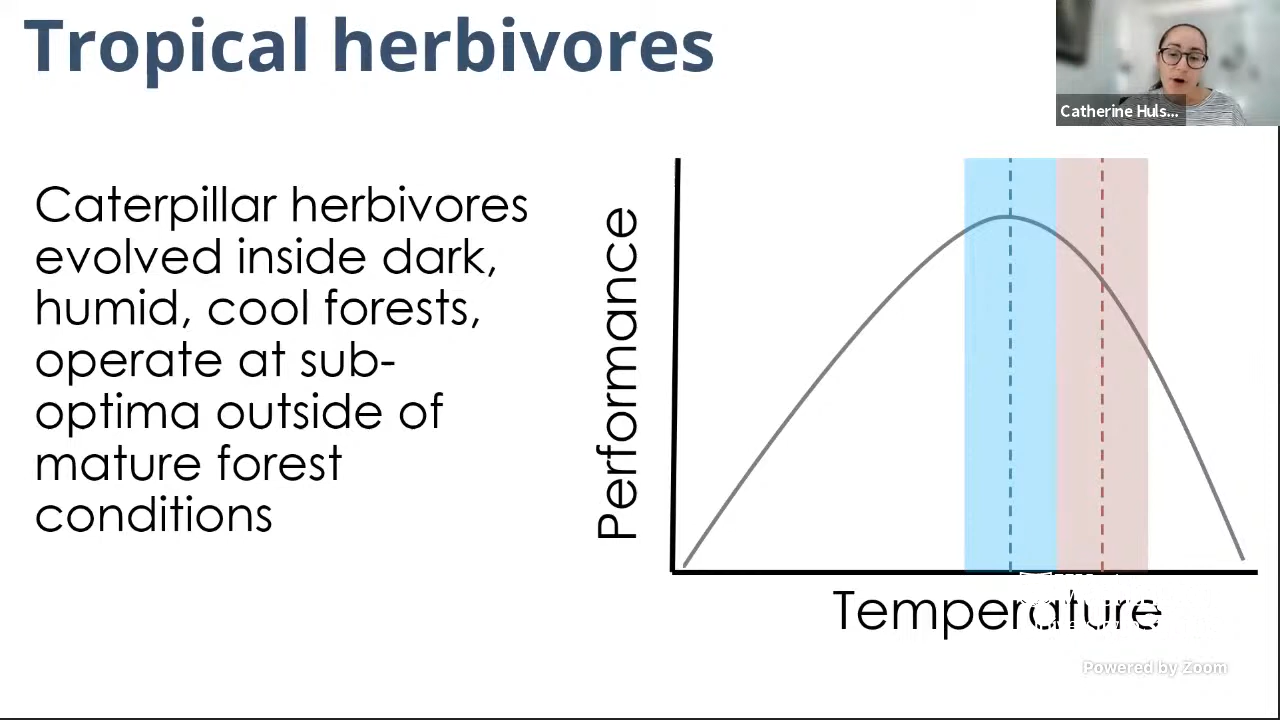 Tropical herbivores
Catherine Huls...
Caterpillar herbivores
evolved inside dark,
humid, cool forests,
operate at sub-
optima outside of
mature forest
conditions
Performance
Temperature
Powered by Zoom